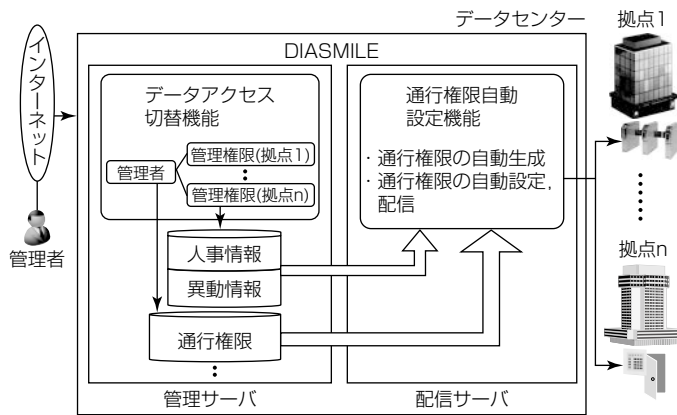 データセンター
DIASMILE
インターネット
管理者
データアクセス
切替機能
管理者
管理権限(拠点1)
管理権限(拠点n)
人事情報
異動情報
通行権限
管理サーバ
通行権限自動
設定機能
・通行権限の自動生成
・通行権限の自動設定,
配信
配信サーバ
拠点1
拠点n